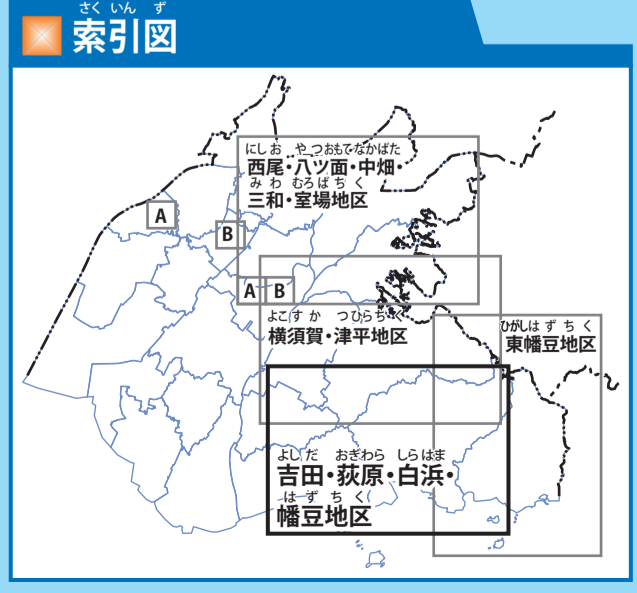 さくいんず
索引図
にしお やつおもてなかばた
西尾・八ツ面・中畑・
みわ むろばちく
三和・室場地区
A
B
A B
よこすか つひらちく
横須賀・津平地区
ひがしはずちく
東幡豆地区
よしだ おぎわら しらはま
吉田・荻原・白浜・
はずちく
幡豆地区